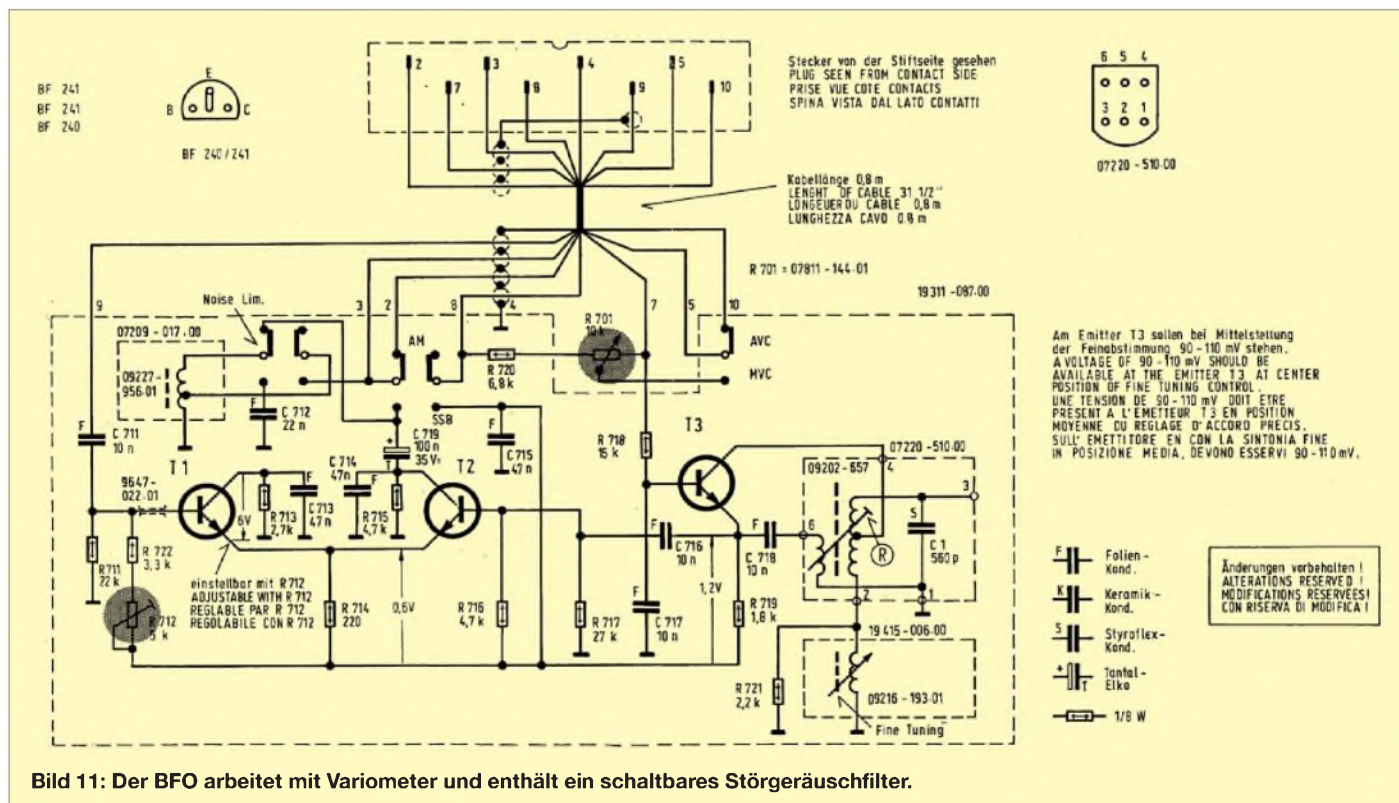 BF 241
BF 241
BF 240
E
B
C
BF 240/241
2
3
4
5
7
8
9
10
Stecker von der Stiftseite gesehen
PLUG SEEN FROM CONTACT SIDE
PRISE VUE COTE CONTACTS
SPINA VISTA DAL LATO CONTATTI
6 5 4
3 2 1
07220-510.00
Kabellänge 0,8 m
LENGHT OF CABLE 31 1/2"
LONGEUER DU CABLE 0,8 m
LUNGHEZZA CAVO 0.8 m
R 701 = 07811-144.01
19311-087.00
9
Noise Lim.
3
2
8
4
7
5
10
07209-017.00
09227-
956.01
AM
R 701
10 k
AVC
MVC
R 720
6,8 k
F
C 712
22 n
SSB
F
C 711
10 n
C 719
100 n
35 V=
T
F
C 715
47 n
R 718
15 k
T3
07220-510.00
4
09202-657
3
T1
9647-
022.01
C 714
47 n
F
T2
6V
R 713
2,7 k
F
C 713
47 n
R 715
4,7 k
F
C 716
10 n
F
C 718
10 n
6
R
S
C 1
560 p
2
1
R 711
22 k
R 722
3,3 k
R 712
5 k
einstellbar mit R 712
ADJUSTABLE WITH R 712
REGLABLE PAR R 712
REGOLABILE CON R 712
R 714
220
0,6V
R 716
4,7 k
R 717
27 k
F
C 717
10 n
1,2V
R 719
1,8 k
19 415-006.00
R 721
2,2 k
09216-193.01
Fine Tuning
Am Emitter T3 sollen bei Mittelstellung
der Feinabstimmung 90-110 mV stehen.
A VOLTAGE OF 90-110 mV SHOULD BE
AVAILABLE AT THE EMITTER T3 AT CENTER
POSITION OF FINE TUNING CONTROL.
UNE TENSION DE 90-110 mV DOIT ETRE
PRESENT A L'EMETTEUR T3 EN POSITION
MOYENNE DU REGLAGE D'ACCORD PRECIS.
SULL' EMETTITORE EN CON LA SINTONIA FINE
IN POSIZIONE MEDIA, DEVONO ESSERVI 90-110mV.
F
Folien-
Kond.
K
Keramik-
Kond.
S
Styroflex-
Kond.
+
T
Tantal-
Elko
1/8 W
Änderungen vorbehalten !
ALTERATIONS RESERVED !
MODIFICATIONS RESERVEES!
CON RISERVA DI MODIFICA !
Bild 11: Der BFO arbeitet mit Variometer und enthält ein schaltbares Störgeräuschfilter.